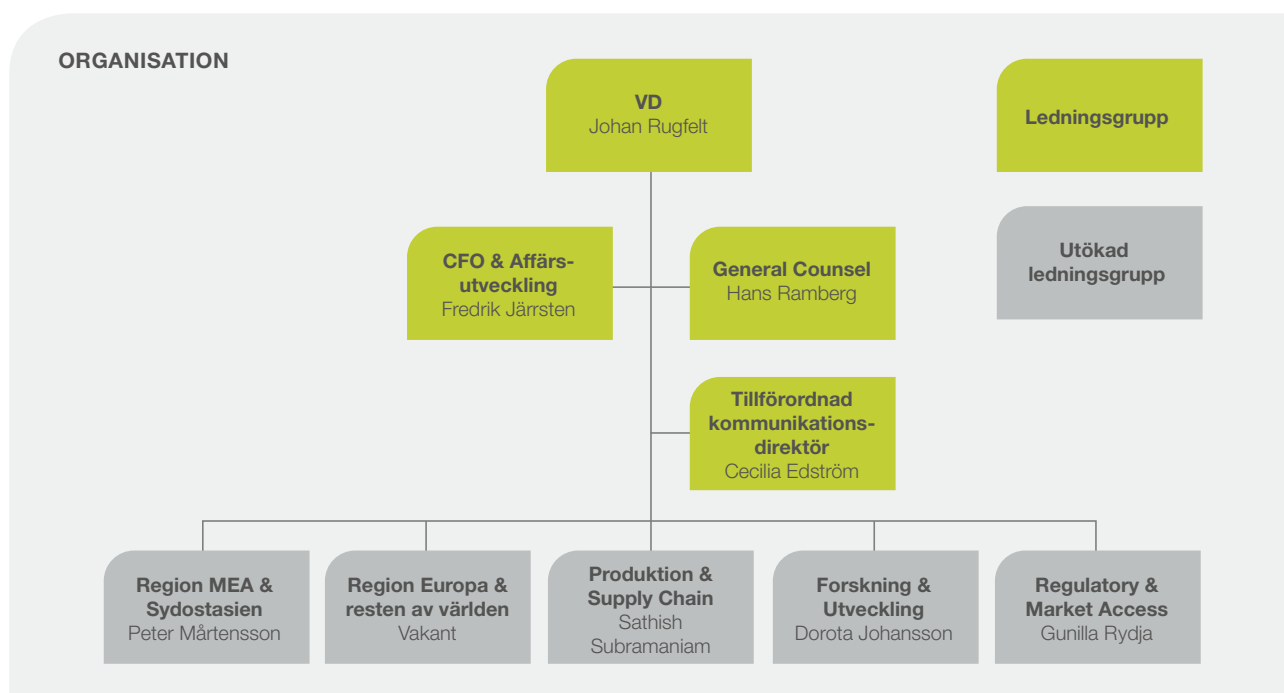 ORGANISATION
VD
Johan Rugfelt
Ledningsgrupp
Utökad
ledningsgrupp
CFO & Affärs-
utveckling
Fredrik Järrsten
General Counsel
Hans Ramberg
Tillförordnad
kommunikations-
direktör
Cecilia Edström
Region MEA &
Sydostasien
Peter Mårtensson
Region Europa &
resten av världen
Vakant
Produktion &
Supply Chain
Sathish
Subramaniam
Forskning &
Utveckling
Dorota Johansson
Regulatory &
Market Access
Gunilla Rydja